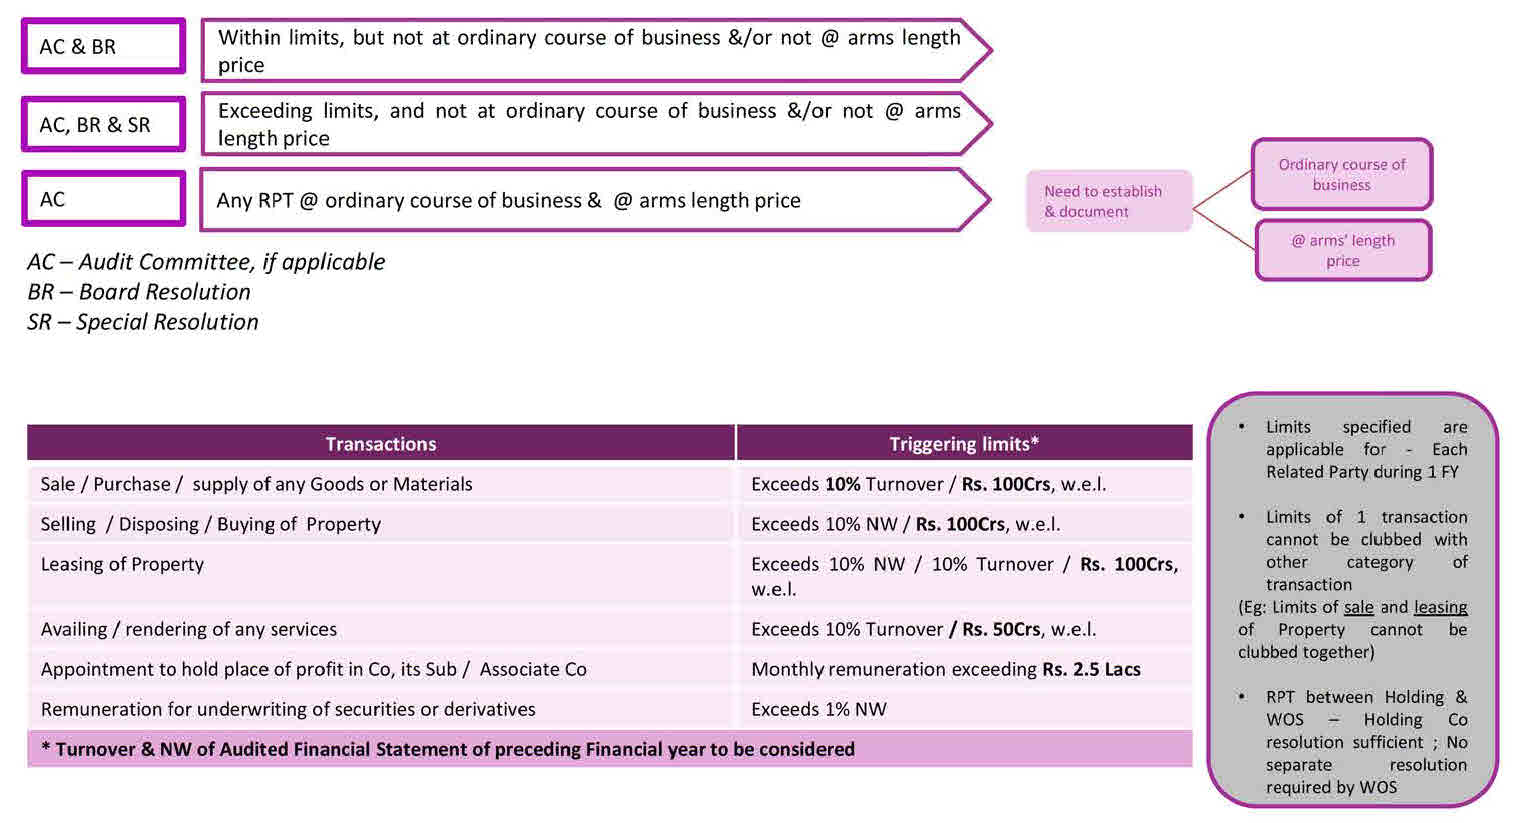 AC & BR
Within limits, but not at ordinary course of business &/or not @ arms length
price
AC, BR & SR
Exceeding limits, and not at ordinary course of business &/or not @ arms
length price
AC
Any RPT @ ordinary course of business & @ arms length price
Need to establish
& document
Ordinary course of
business
@ arms' length
price
AC – Audit Committee, if applicable
BR – Board Resolution
SR – Special Resolution
Transactions
Triggering limits*
Sale / Purchase / supply of any Goods or Materials
Exceeds 10% Turnover / Rs. 100Crs, w.e.l.
Selling / Disposing / Buying of Property
Exceeds 10% NW / Rs. 100Crs, w.e.l.
Leasing of Property
Exceeds 10% NW / 10% Turnover / Rs. 100Crs,
w.e.l.
Availing / rendering of any services
Exceeds 10% Turnover / Rs. 50Crs, w.e.l.
Appointment to hold place of profit in Co, its Sub / Associate Co
Monthly remuneration exceeding Rs. 2.5 Lacs
Remuneration for underwriting of securities or derivatives
Exceeds 1% NW
* Turnover & NW of Audited Financial Statement of preceding Financial year to be considered
• Limits specified are
applicable for - Each
Related Party during 1 FY
• Limits of 1 transaction
cannot be clubbed with
other category of
transaction
(Eg: Limits of sale and leasing
of Property cannot be
clubbed together)
• RPT between Holding &
WOS – Holding Co
resolution sufficient ; No
separate resolution
required by WOS